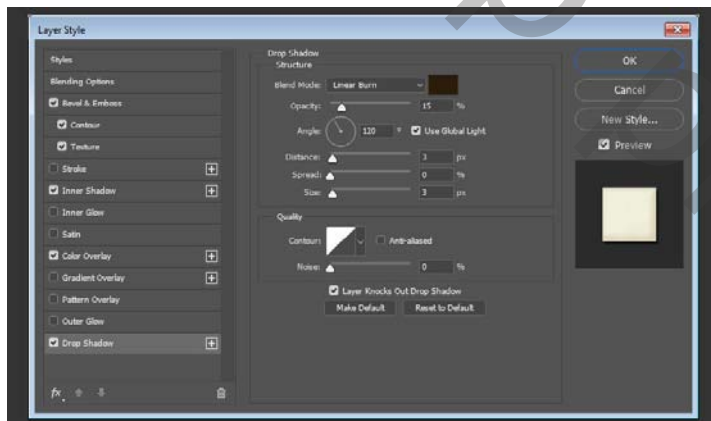 Layer Style
Styles
Blending Options
Bevel & Emboss
Contour
Texture
Stroke
Inner Shadow
Inner Glow
Satin
Color Overlay
Gradient Overlay
Pattern Overlay
Outer Glow
Drop Shadow
fx
Drop Shadow
Structure
Blend Mode: Linear Burn
Opacity: 15 %
Angle: 120 ° Use Global Light
Distance: 3 px
Spread: 0 %
Size: 3 px
Quality
Contour: Anti-aliased
Noise: 0 %
Layer Knocks Out Drop Shadow
Make Default Reset to Default
OK
Cancel
New Style...
Preview